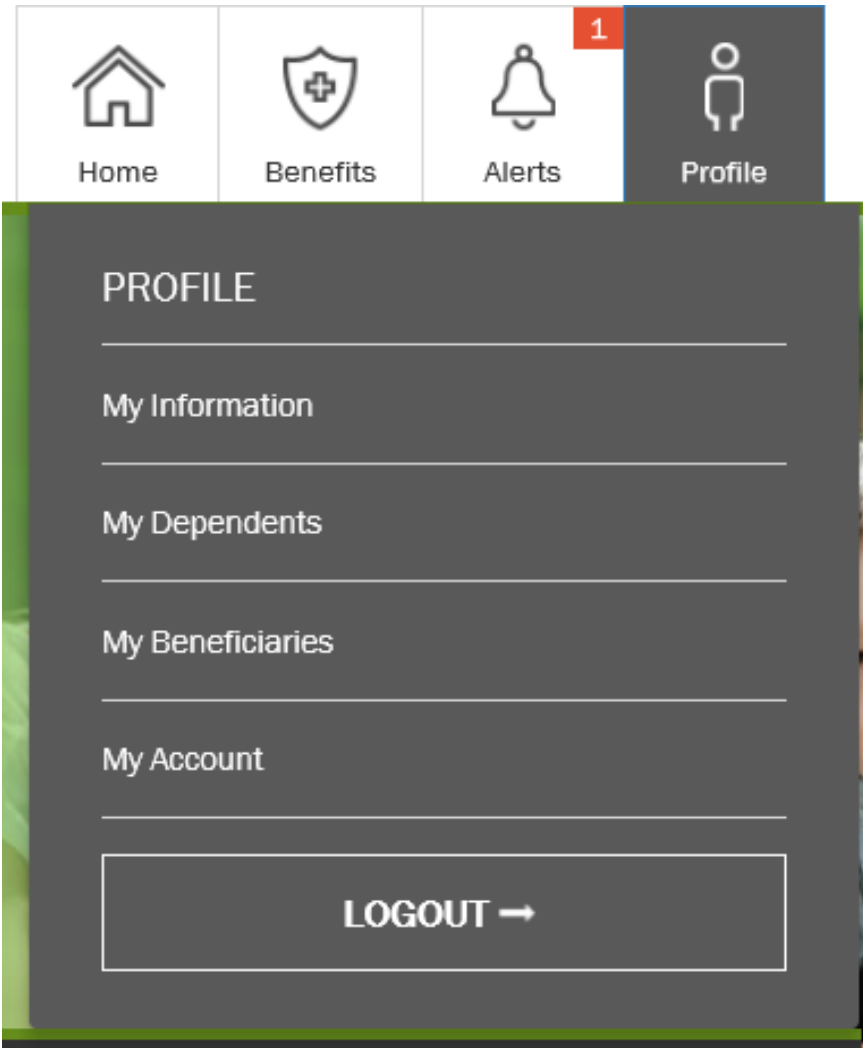 1
Home Benefits Alerts Profile
PROFILE
My Information
My Dependents
My Beneficiaries
My Account
LOGOUT →